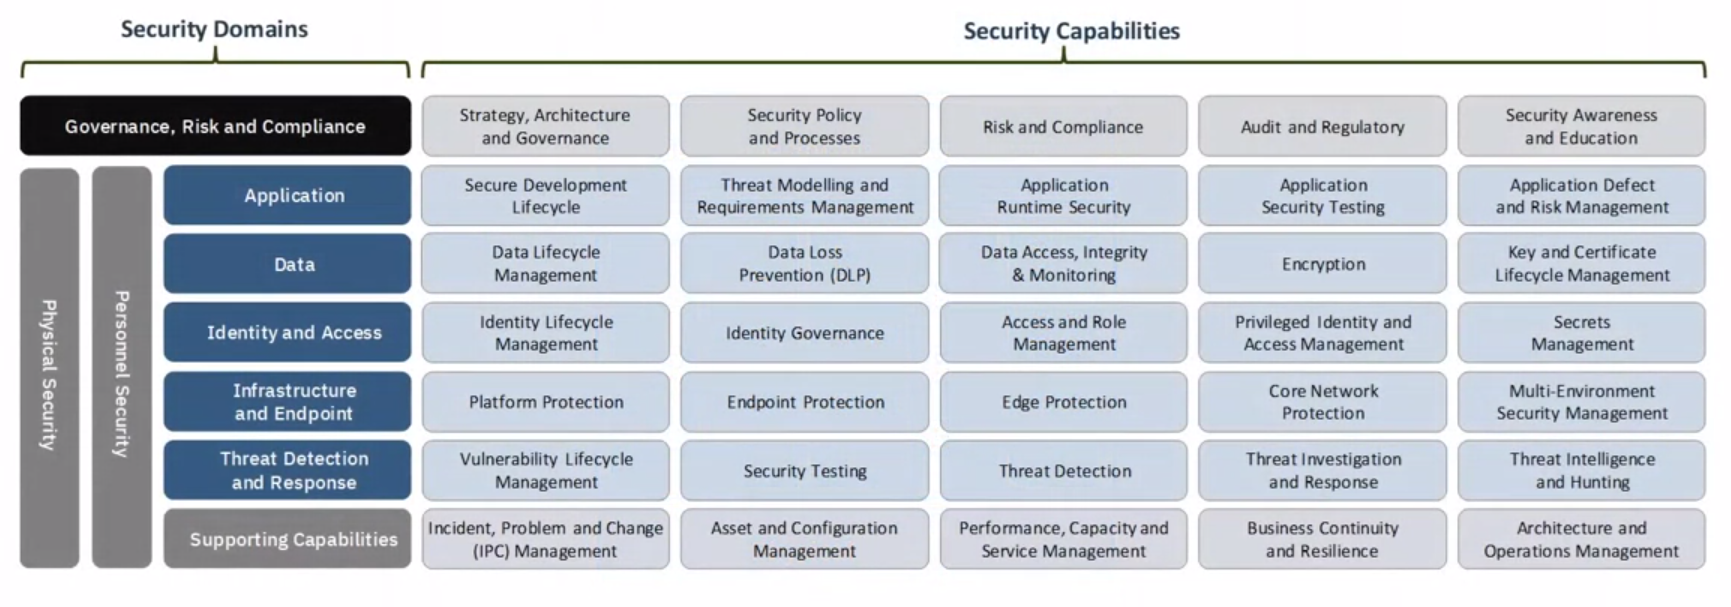 Security Domains
Security Capabilities
Governance, Risk and Compliance
Strategy, Architecture
and Governance
Security Policy
and Processes
Risk and Compliance
Audit and Regulatory
Security Awareness
and Education
Physical Security
Personnel Security
Application
Secure Development
Lifecycle
Threat Modelling and
Requirements Management
Application
Runtime Security
Application
Security Testing
Application Defect
and Risk Management
Data
Data Lifecycle
Management
Data Loss
Prevention (DLP)
Data Access, Integrity
& Monitoring
Encryption
Key and Certificate
Lifecycle Management
Identity and Access
Identity Lifecycle
Management
Identity Governance
Access and Role
Management
Privileged Identity and
Access Management
Secrets
Management
Infrastructure
and Endpoint
Platform Protection
Endpoint Protection
Edge Protection
Core Network
Protection
Multi-Environment
Security Management
Threat Detection
and Response
Vulnerability Lifecycle
Management
Security Testing
Threat Detection
Threat Investigation
and Response
Threat Intelligence
and Hunting
Supporting Capabilities
Incident, Problem and Change
(IPC) Management
Asset and Configuration
Management
Performance, Capacity and
Service Management
Business Continuity
and Resilience
Architecture and
Operations Management